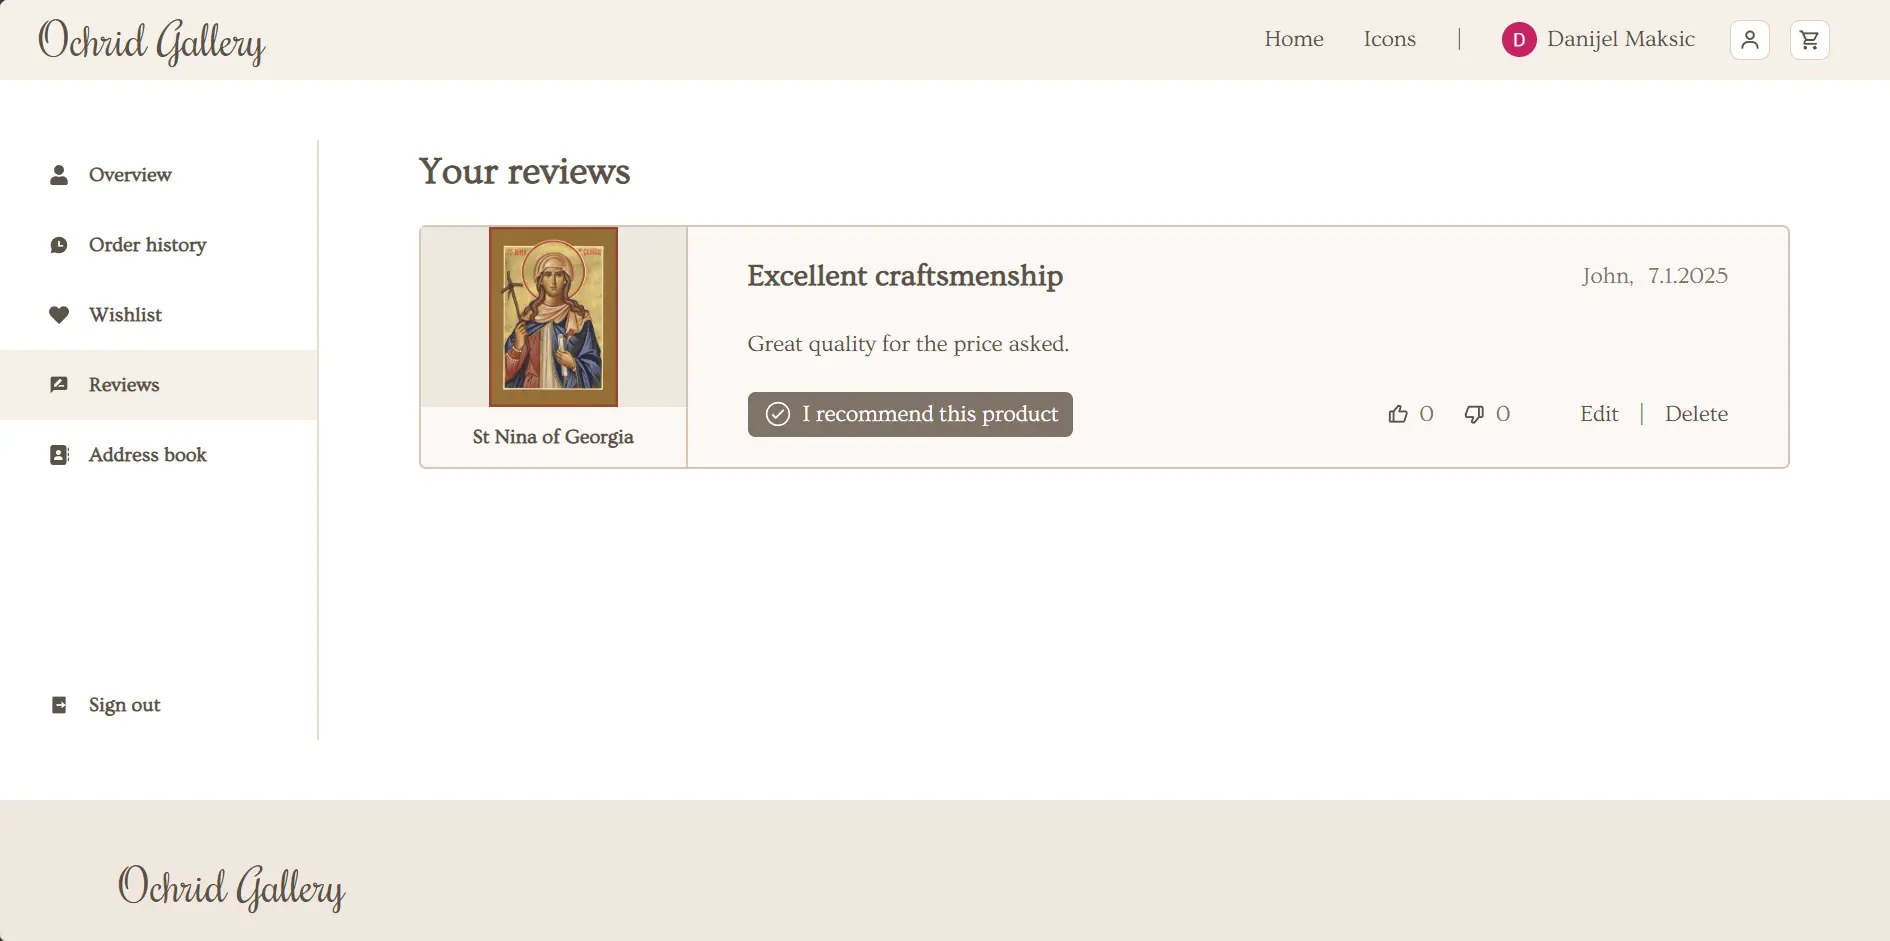 Ochrid Gallery
Home
Icons
|
D
Danijel Maksic
Overview
Order history
Wishlist
Reviews
Address book
Sign out
Your reviews
St Nina of Georgia
Excellent craftsmenship
John, 7.1.2025
Great quality for the price asked.
I recommend this product
0
0
Edit | Delete
Ochrid Gallery